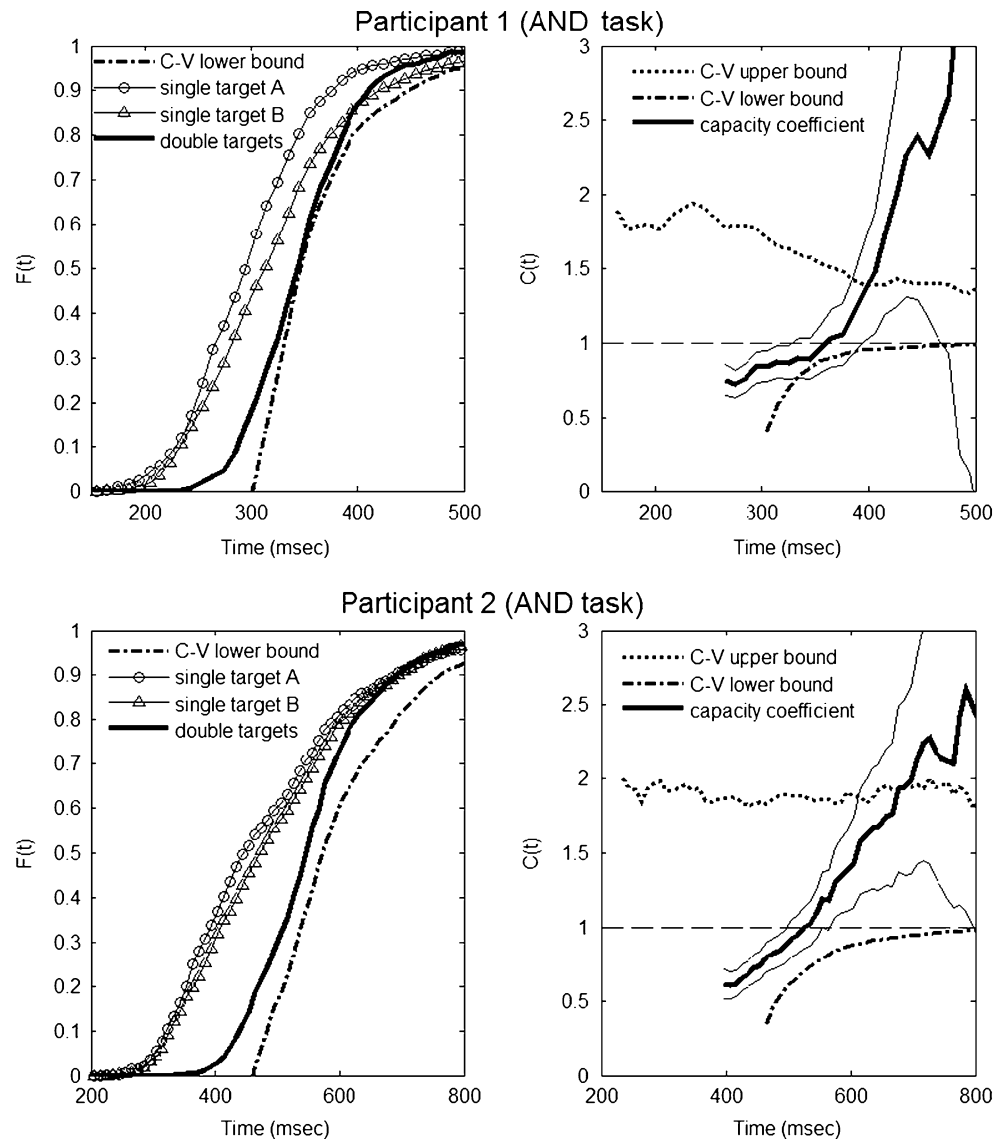 Participant 1 (AND task)
C-V lower bound
single target A
single target B
double targets
F(t)
1
0.9
0.8
0.7
0.6
0.5
0.4
0.3
0.2
0.1
0
200 300 400 500
Time (msec)
C-V upper bound
C-V lower bound
capacity coefficient
C(t)
3
2.5
2
1.5
1
0.5
0
200 300 400 500
Time (msec)
Participant 2 (AND task)
C-V lower bound
single target A
single target B
double targets
F(t)
1
0.9
0.8
0.7
0.6
0.5
0.4
0.3
0.2
0.1
0
200 400 600 800
Time (msec)
C-V upper bound
C-V lower bound
capacity coefficient
C(t)
3
2.5
2
1.5
1
0.5
0
200 400 600 800
Time (msec)